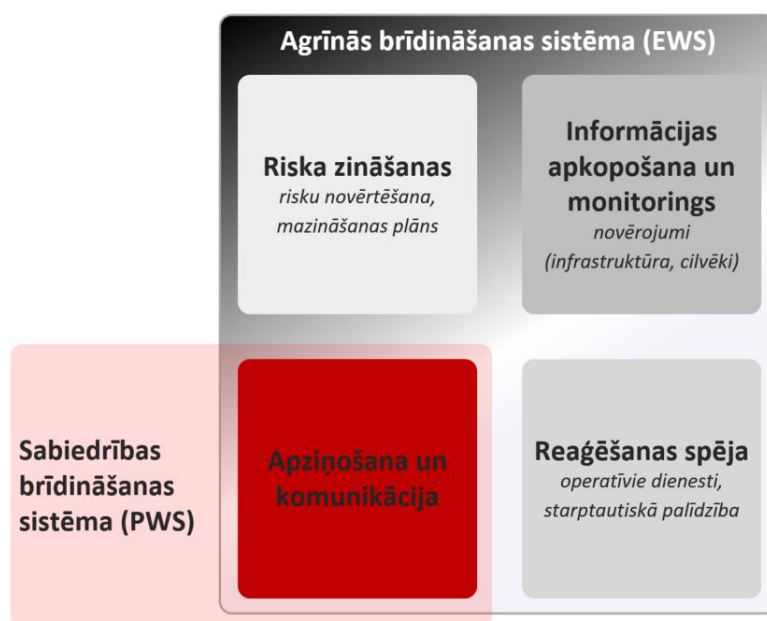 Agrīnās brīdināšanas sistēma (EWS)
Riska zināšanas
risku novērtēšana,
mazināšanas plāns
Informācijas
apkopošana un
monitorings
novērojumi
(infrastruktūra, cilvēki)
Sabiedrības
brīdināšanas
sistēma (PWS)
Apziņošana un
komunikācija
Reaģēšanas spēja
operatīvie dienesti,
starptautiskā palīdzība